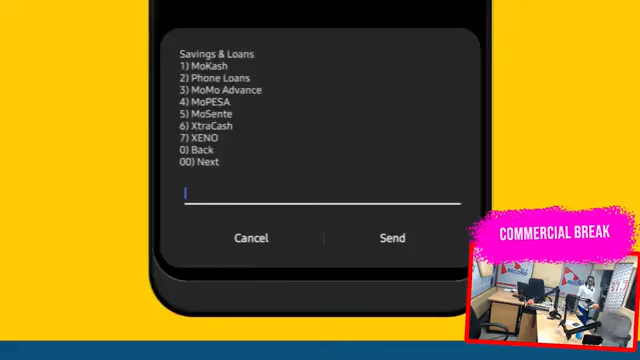 Savings & Loans
1) MoKash
2) Phone Loans
3) MoMo Advance
4) MoPESA
5) MoSente
6) XtraCash
7) XENO
0) Back
00) Next
Cancel
Send
COMMERCIAL BREAK
RECORD